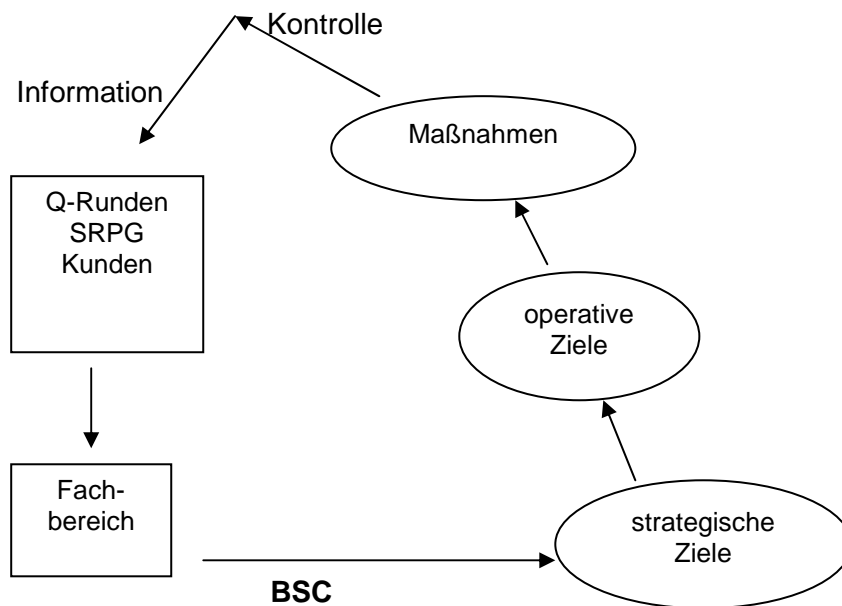 Kontrolle
Information
Maßnahmen
Q-Runden
SRPG
Kunden
operative
Ziele
Fach-
bereich
strategische
Ziele
BSC